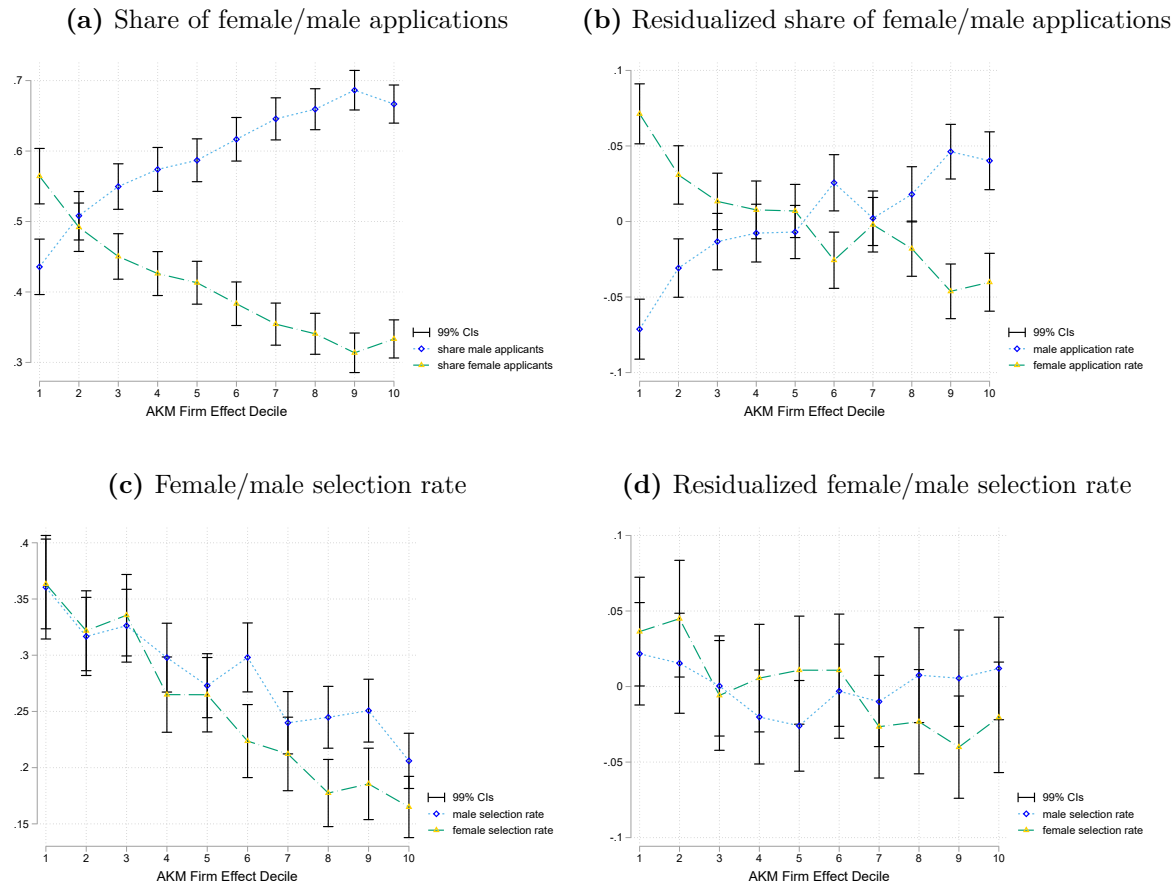 (a) Share of female/male applications
.7
.6
.5
.4
.3
1 2 3 4 5 6 7 8 9 10
AKM Firm Effect Decile
99% CIs
share male applicants
share female applicants
(b) Residualized share of female/male applications
.1
.05
0
-.05
-.1
1 2 3 4 5 6 7 8 9 10
AKM Firm Effect Decile
99% CIs
male application rate
female application rate
(c) Female/male selection rate
.4
.35
.3
.25
.2
.15
1 2 3 4 5 6 7 8 9 10
AKM Firm Effect Decile
99% CIs
male selection rate
female selection rate
(d) Residualized female/male selection rate
.1
.05
0
-.05
-.1
1 2 3 4 5 6 7 8 9 10
AKM Firm Effect Decile
99% CIs
male selection rate
female selection rate